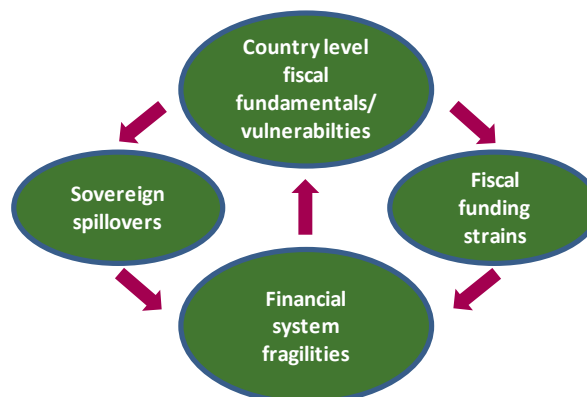 Country level
fiscal
fundamentals/
vulnerabilties
Sovereign
spillovers
Fiscal
funding
strains
Financial
system
fragilities